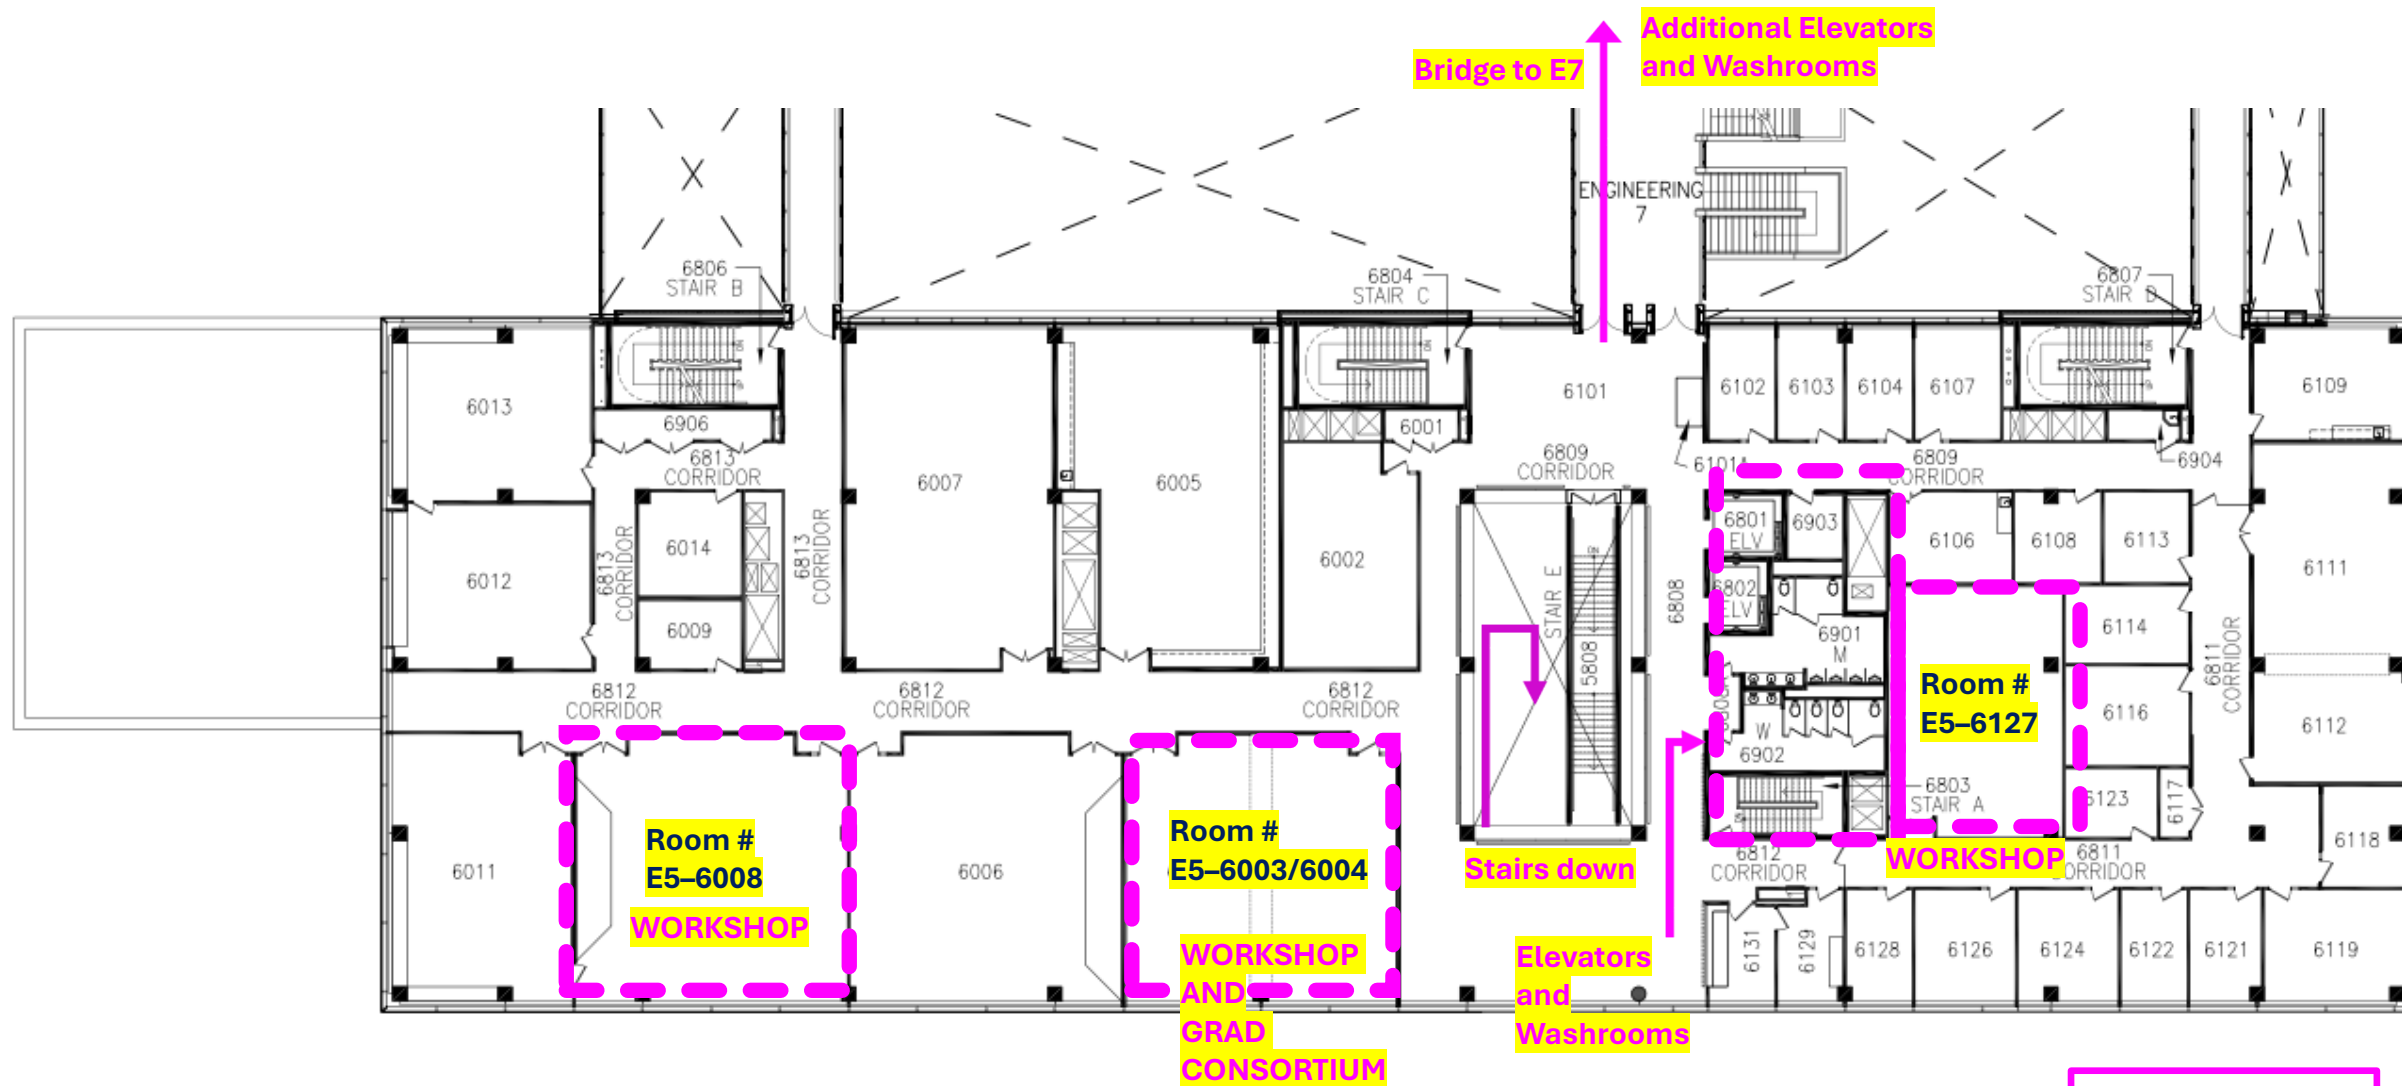 Additional Elevators
and Washrooms
Bridge to E7
ENGINEERING
7
6806
STAIR B
6804
STAIR C
6807
STAIR D
6013
6906
6813
CORRIDOR
6007
6005
6001
6101
6809
CORRIDOR
6101A
6102
6103
6104
6107
6809
CORRIDOR
6904
6109
6012
6813
CORRIDOR
6014
6009
6813
CORRIDOR
6002
STAIR E
5808
DN
6808
6801
ELV
6903
6802
ELV
6901
M
W
6902
6803
STAIR A
6106
6108
6113
6114
6116
6123
6117
6811
CORRIDOR
6111
6112
6118
Room #
E5–6127
WORKSHOP
6812
CORRIDOR
6812
CORRIDOR
6812
CORRIDOR
6812
CORRIDOR
6811
CORRIDOR
6011
Room #
E5–6008
WORKSHOP
6006
Room #
E5–6003/6004
WORKSHOP
AND
GRAD
CONSORTIUM
Stairs down
Elevators
and
Washrooms
6131
6129
6128
6126
6124
6122
6121
6119